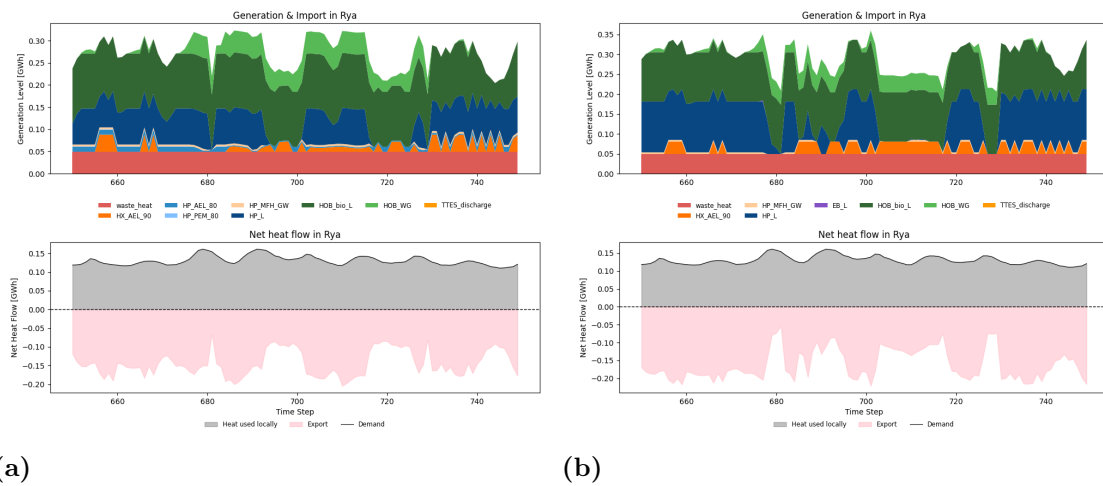 Generation & Import in Rya
Generation Level [GWh]
0.30
0.25
0.20
0.15
0.10
0.05
0.00
660 680 700 720 740
waste_heat HP_AEL_80 HP_MFH_GW HOB_bio_L HOB_WG TTES_discharge
HX_AEL_90 HP_PEM_80 HP_L
Net heat flow in Rya
Net Heat Flow [GWh]
0.15
0.10
0.05
0.00
−0.05
−0.10
−0.15
−0.20
660 680 700 720 740
Time Step
Heat used locally Export Demand
(a)
Generation & Import in Rya
Generation Level [GWh]
0.35
0.30
0.25
0.20
0.15
0.10
0.05
0.00
660 680 700 720 740
waste_heat HP_MFH_GW EB_L HOB_bio_L HOB_WG TTES_discharge
HX_AEL_90 HP_L
Net heat flow in Rya
Net Heat Flow [GWh]
0.15
0.10
0.05
0.00
−0.05
−0.10
−0.15
−0.20
660 680 700 720 740
Time Step
Heat used locally Export Demand
(b)